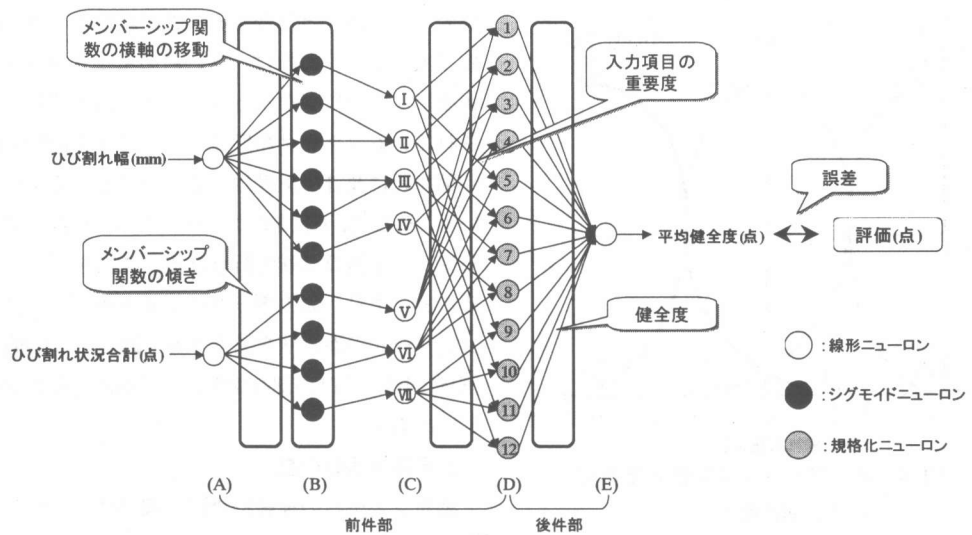 メンバーシップ関
数の横軸の移動
ひび割れ幅(mm)
メンバーシップ
関数の傾き
ひび割れ状況合計(点)
Ⅰ
Ⅱ
Ⅲ
Ⅳ
Ⅴ
Ⅵ
Ⅶ
1
2
3
4
5
6
7
8
9
10
11
12
入力項目の
重要度
誤差
平均健全度(点)
評価(点)
健全度
:線形ニューロン
:シグモイドニューロン
:規格化ニューロン
(A)
(B)
(C)
(D)
(E)
前件部
後件部